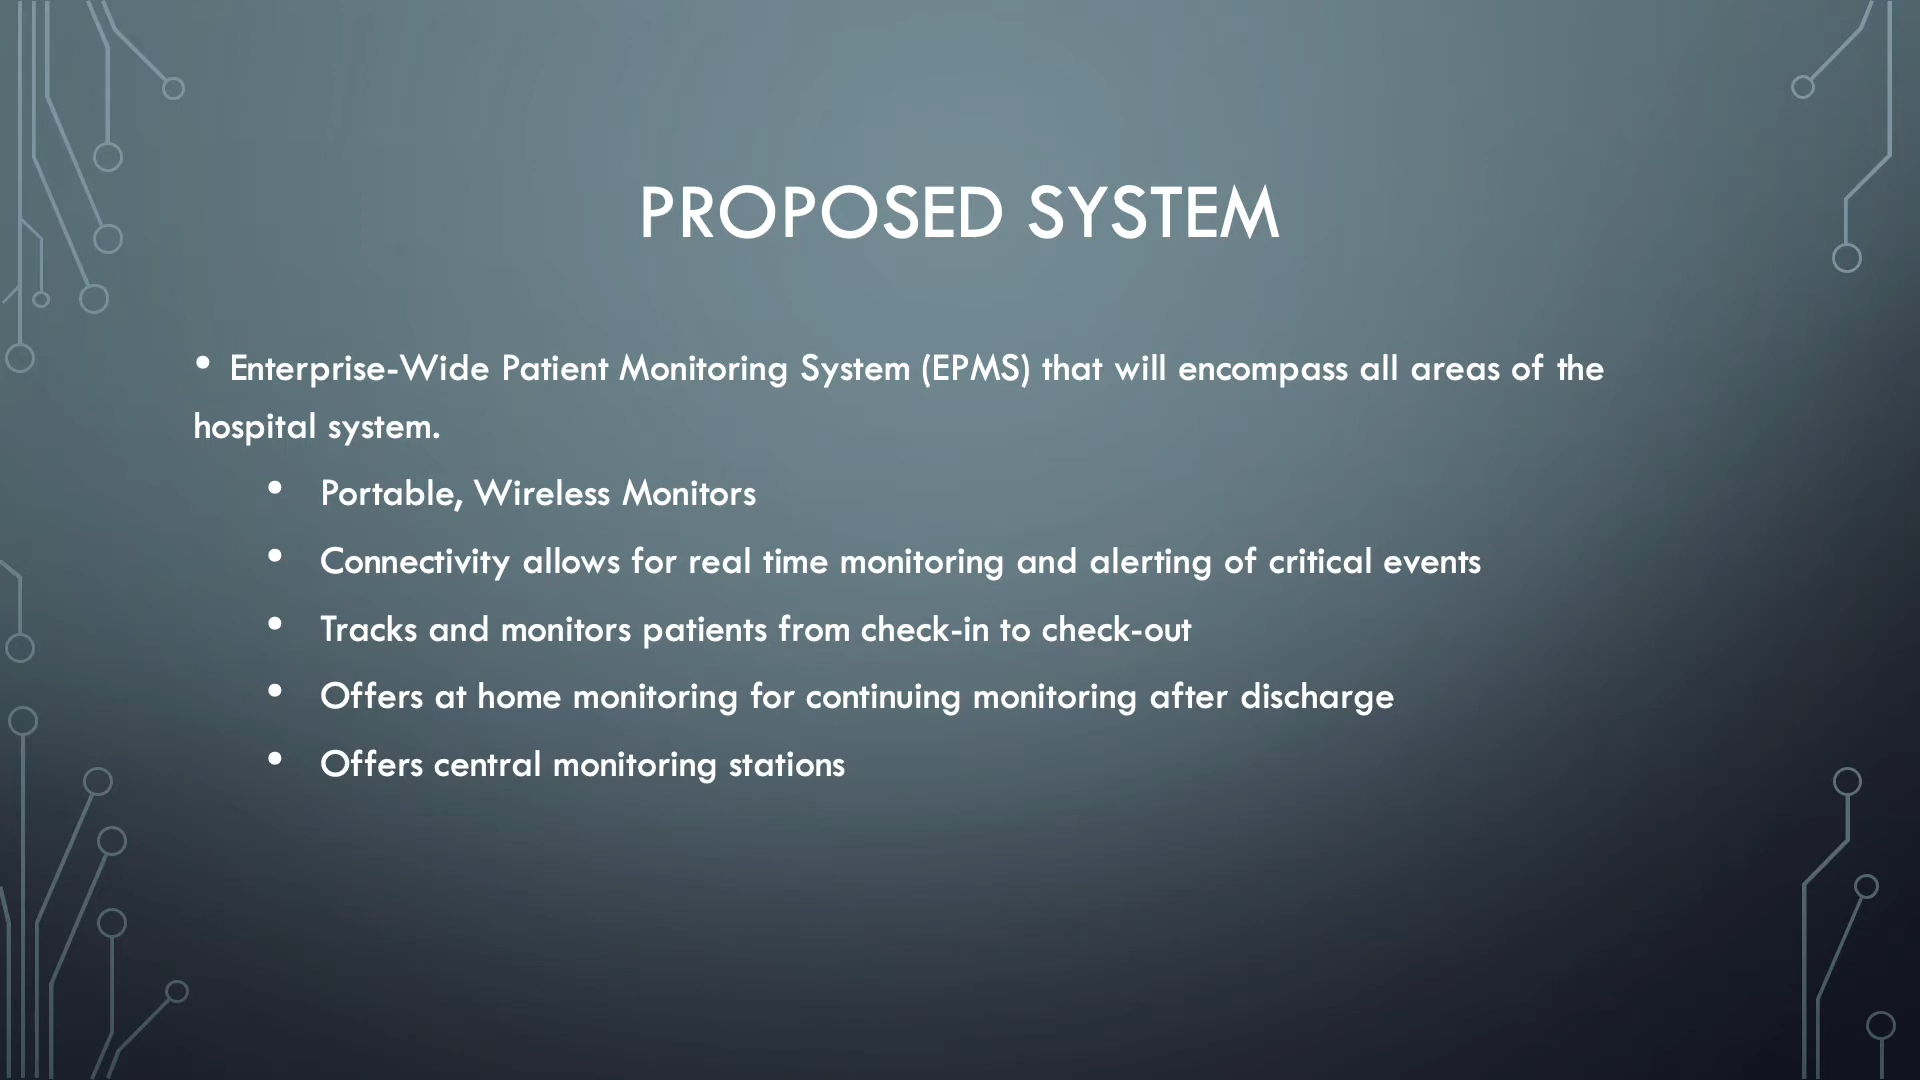 PROPOSED SYSTEM
• Enterprise-Wide Patient Monitoring System (EPMS) that will encompass all areas of the
hospital system.
• Portable, Wireless Monitors
• Connectivity allows for real time monitoring and alerting of critical events
• Tracks and monitors patients from check-in to check-out
• Offers at home monitoring for continuing monitoring after discharge
• Offers central monitoring stations